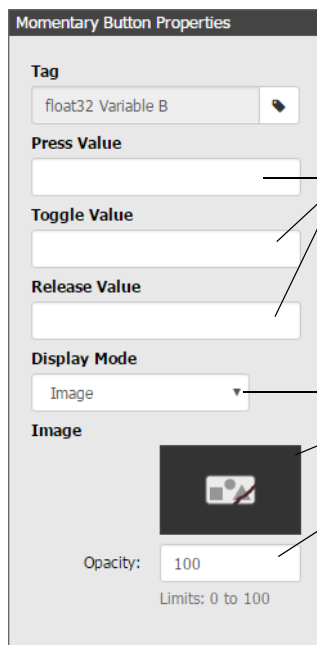 Momentary Button Properties
Tag
float32 Variable B
Press Value
Toggle Value
Release Value
Display Mode
Image
Image
Opacity: 100
Limits: 0 to 100